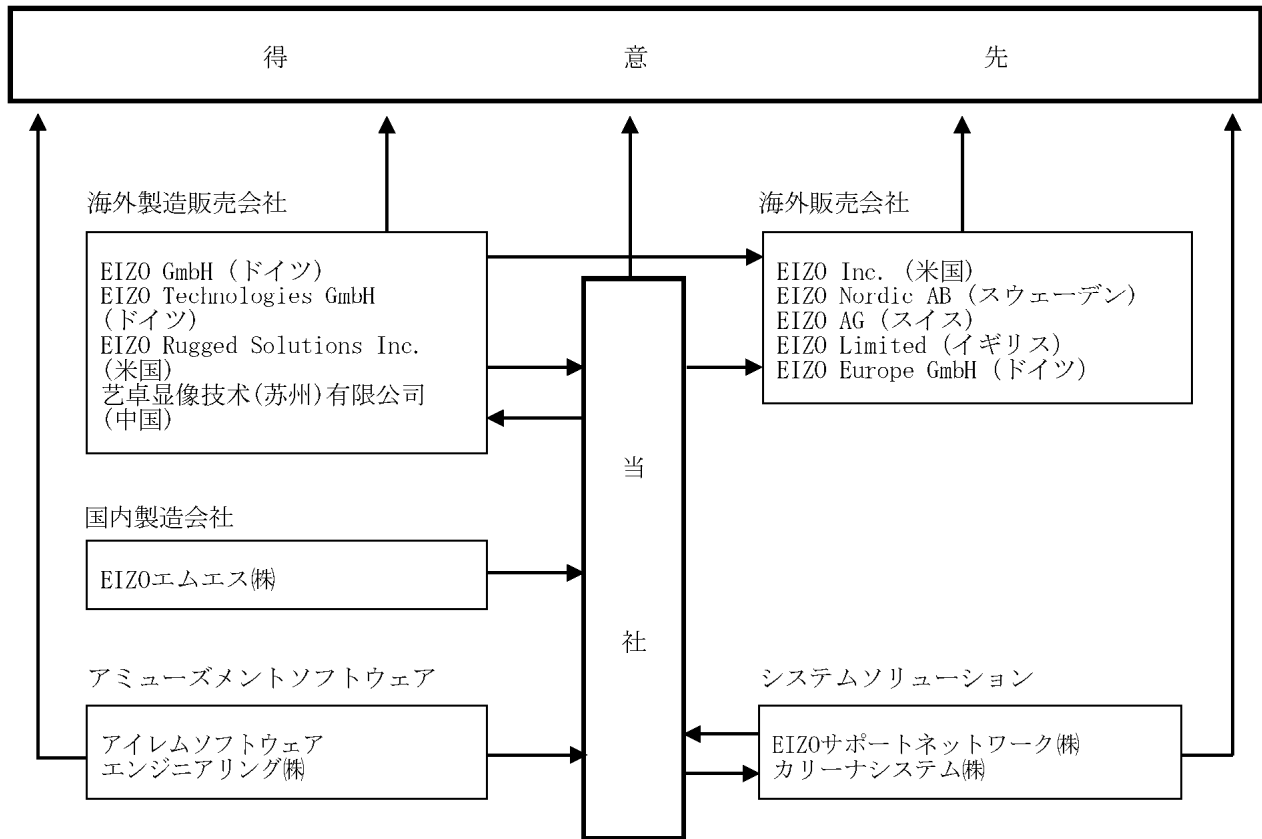 得意先
海外製造販売会社
EIZO GmbH (ドイツ)
EIZO Technologies GmbH
(ドイツ)
EIZO Rugged Solutions Inc.
(米国)
艺卓显像技术(苏州)有限公司
(中国)
海外販売会社
EIZO Inc. (米国)
EIZO Nordic AB (スウェーデン)
EIZO AG (スイス)
EIZO Limited (イギリス)
EIZO Europe GmbH (ドイツ)
当
社
国内製造会社
EIZOエムエス㈱
アミューズメントソフトウェア
アイレムソフトウェア
エンジニアリング㈱
システムソリューション
EIZOサポートネットワーク㈱
カリーナシステム㈱